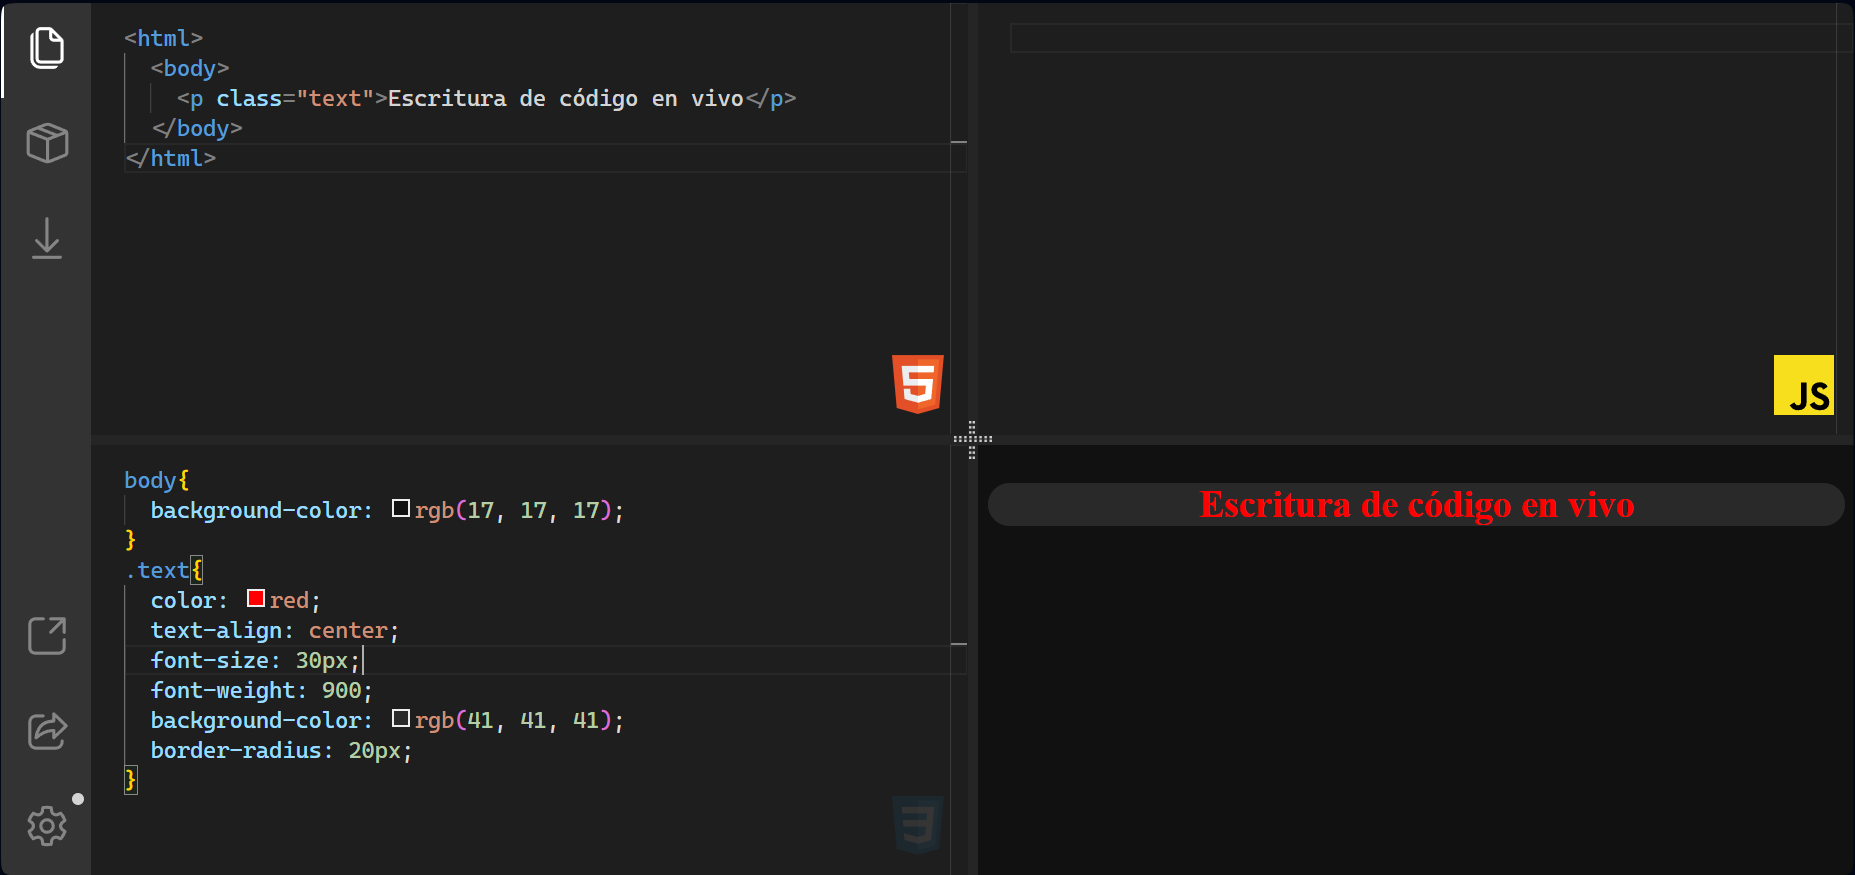 <html>
<body>
<p class="text">Escritura de código en vivo</p>
</body>
</html>
5
JS
body{
background-color: rgb(17, 17, 17);
}
.text{
color: red;
text-align: center;
font-size: 30px;
font-weight: 900;
background-color: rgb(41, 41, 41);
border-radius: 20px;
}
3
Escritura de código en vivo